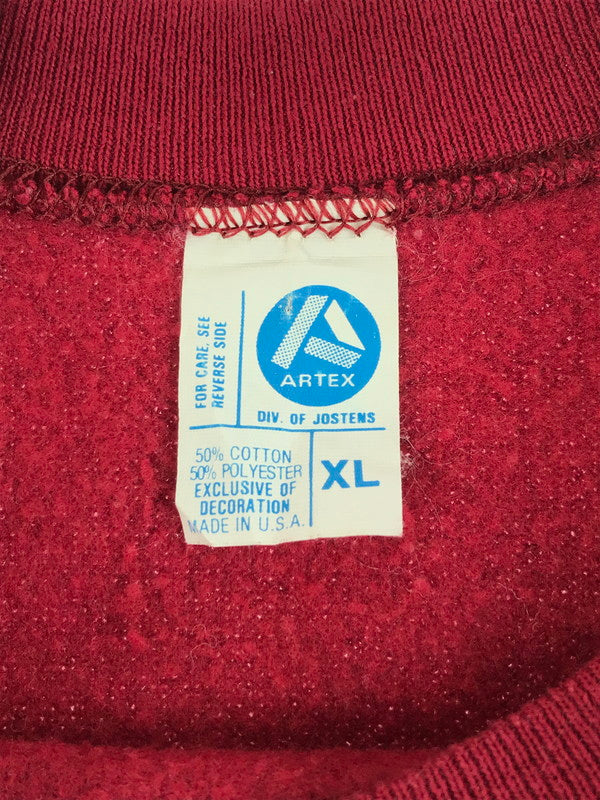 FOR CARE, SEE
REVERSE SIDE
ARTEX
DIV. OF JOSTENS
50% COTTON
50% POLYESTER
EXCLUSIVE OF
DECORATION
MADE IN U.S.A.
XL